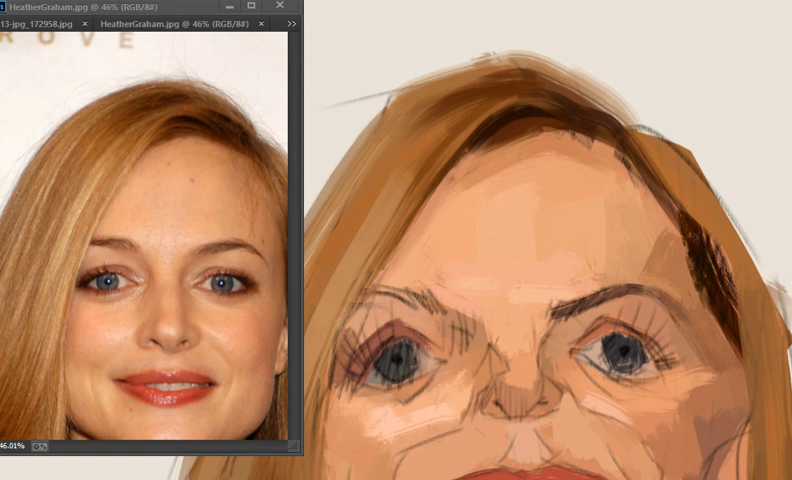 HeatherGraham.jpg @ 46% (RGB/8#)
13-jpg_172958.jpg × HeatherGraham.jpg @ 46% (RGB/8#) × >>
ROVE
46.01%